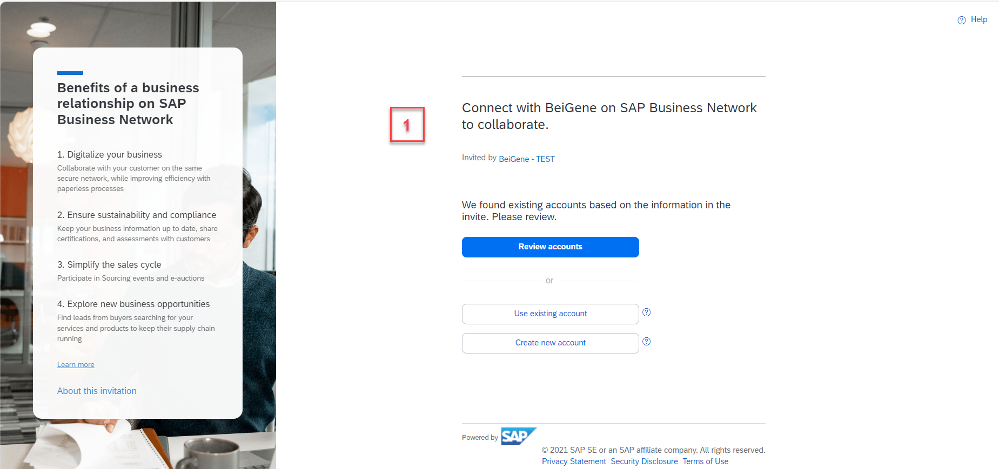 Help
Benefits of a business
relationship on SAP
Business Network
1. Digitalize your business
Collaborate with your customer on the same
secure network, while improving efficiency with
paperless processes
2. Ensure sustainability and compliance
Keep your business information up to date, share
certifications, and assessments with customers
3. Simplify the sales cycle
Participate in Sourcing events and e-auctions
4. Explore new business opportunities
Find leads from buyers searching for your
services and products to keep their supply chain
running
Learn more
About this invitation
1
Connect with BeiGene on SAP Business Network
to collaborate.
Invited by BeiGene - TEST
We found existing accounts based on the information in the
invite. Please review.
Review accounts
or
Use existing account
Create new account
Powered by SAP
© 2021 SAP SE or an SAP affiliate company. All rights reserved.
Privacy Statement Security Disclosure Terms of Use